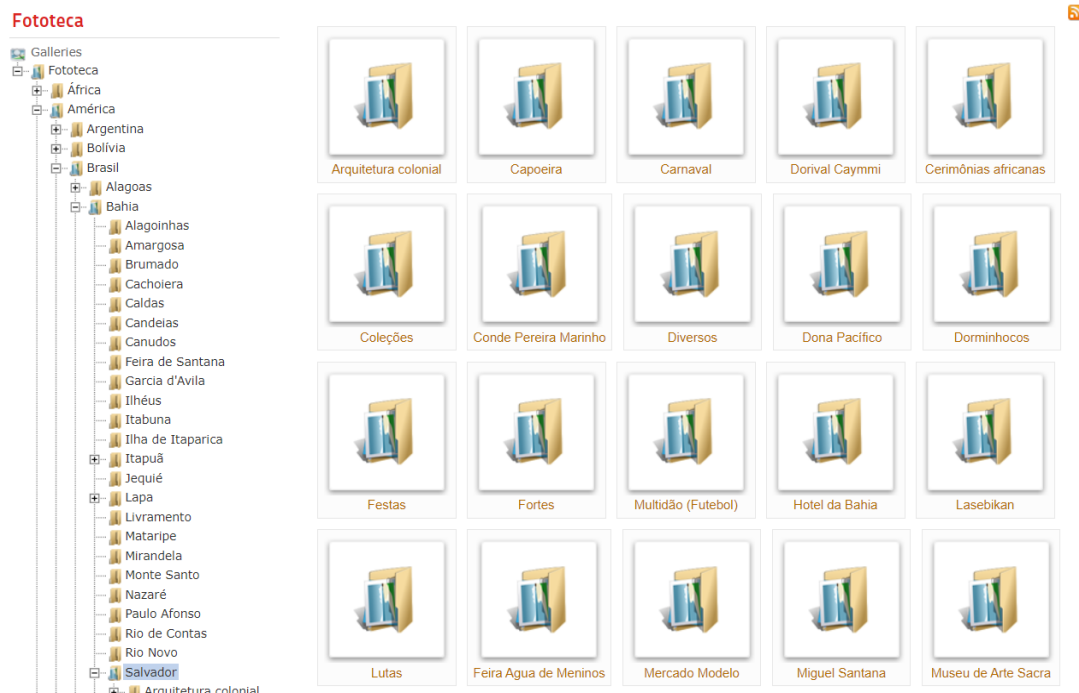 Fototeca
Galleries
Fototeca
África
América
Argentina
Bolívia
Brasil
Alagoas
Bahia
Alagoinhas
Amargosa
Brumado
Cachoiera
Caldas
Candeias
Canudos
Feira de Santana
Garcia d'Avila
Ilhéus
Itabuna
Ilha de Itaparica
Itapuã
Jequié
Lapa
Livramento
Mataripe
Mirandela
Monte Santo
Nazaré
Paulo Afonso
Rio de Contas
Rio Novo
Salvador
Arquitetura colonial
Arquitetura colonial
Capoeira
Carnaval
Dorival Caymmi
Cerimônias africanas
Coleções
Conde Pereira Marinho
Diversos
Dona Pacífico
Dorminhocos
Festas
Fortes
Multidão (Futebol)
Hotel da Bahia
Lasebikan
Lutas
Feira Agua de Meninos
Mercado Modelo
Miguel Santana
Museu de Arte Sacra